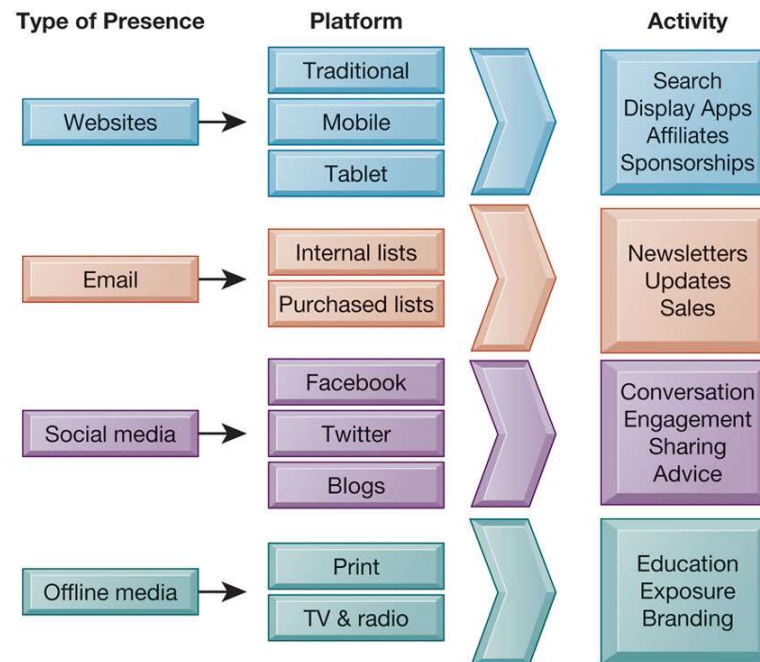 Type of Presence
Platform
Activity
Websites
Traditional
Mobile
Tablet
Search
Display Apps
Affiliates
Sponsorships
Email
Internal lists
Purchased lists
Newsletters
Updates
Sales
Social media
Facebook
Twitter
Blogs
Conversation
Engagement
Sharing
Advice
Offline media
Print
TV & radio
Education
Exposure
Branding